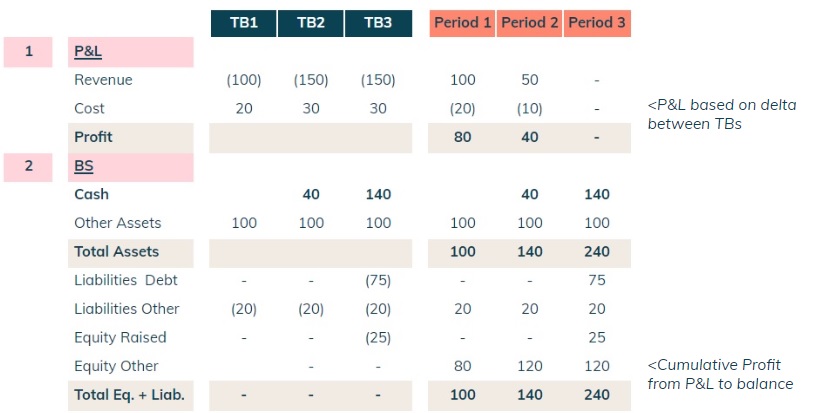 TB1 TB2 TB3 Period 1 Period 2 Period 3
1 P&L
Revenue (100) (150) (150) 100 50 -
Cost 20 30 30 (20) (10) - <P&L based on delta
between TBs
Profit 80 40 -
2 BS
Cash 40 140 40 140
Other Assets 100 100 100 100 100 100
Total Assets 100 140 240
Liabilities Debt - - (75) - - 75
Liabilities Other (20) (20) (20) 20 20 20
Equity Raised - - (25) - - 25
Equity Other - - 80 120 120 <Cumulative Profit
from P&L to balance
Total Eq. + Liab. - - - 100 140 240